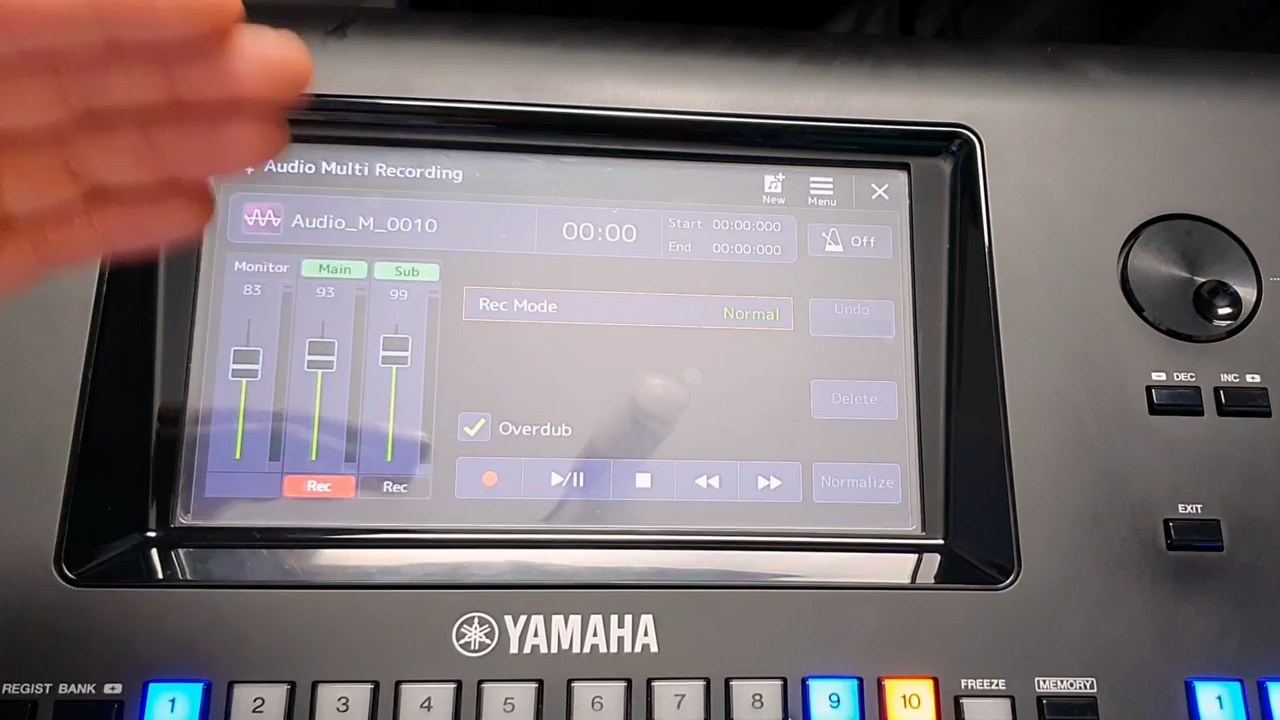 Audio Multi Recording
New
Menu
Audio_M_0010
00:00
Start 00:00:000
End 00:00:000
Off
Monitor
Main
Sub
83
93
99
Rec Mode
Normal
Undo
Delete
Overdub
Rec
Rec
Normalize
DEC
INC
EXIT
YAMAHA
REGIST BANK
1
2
3
4
5
6
7
8
9
10
FREEZE
MEMORY
1